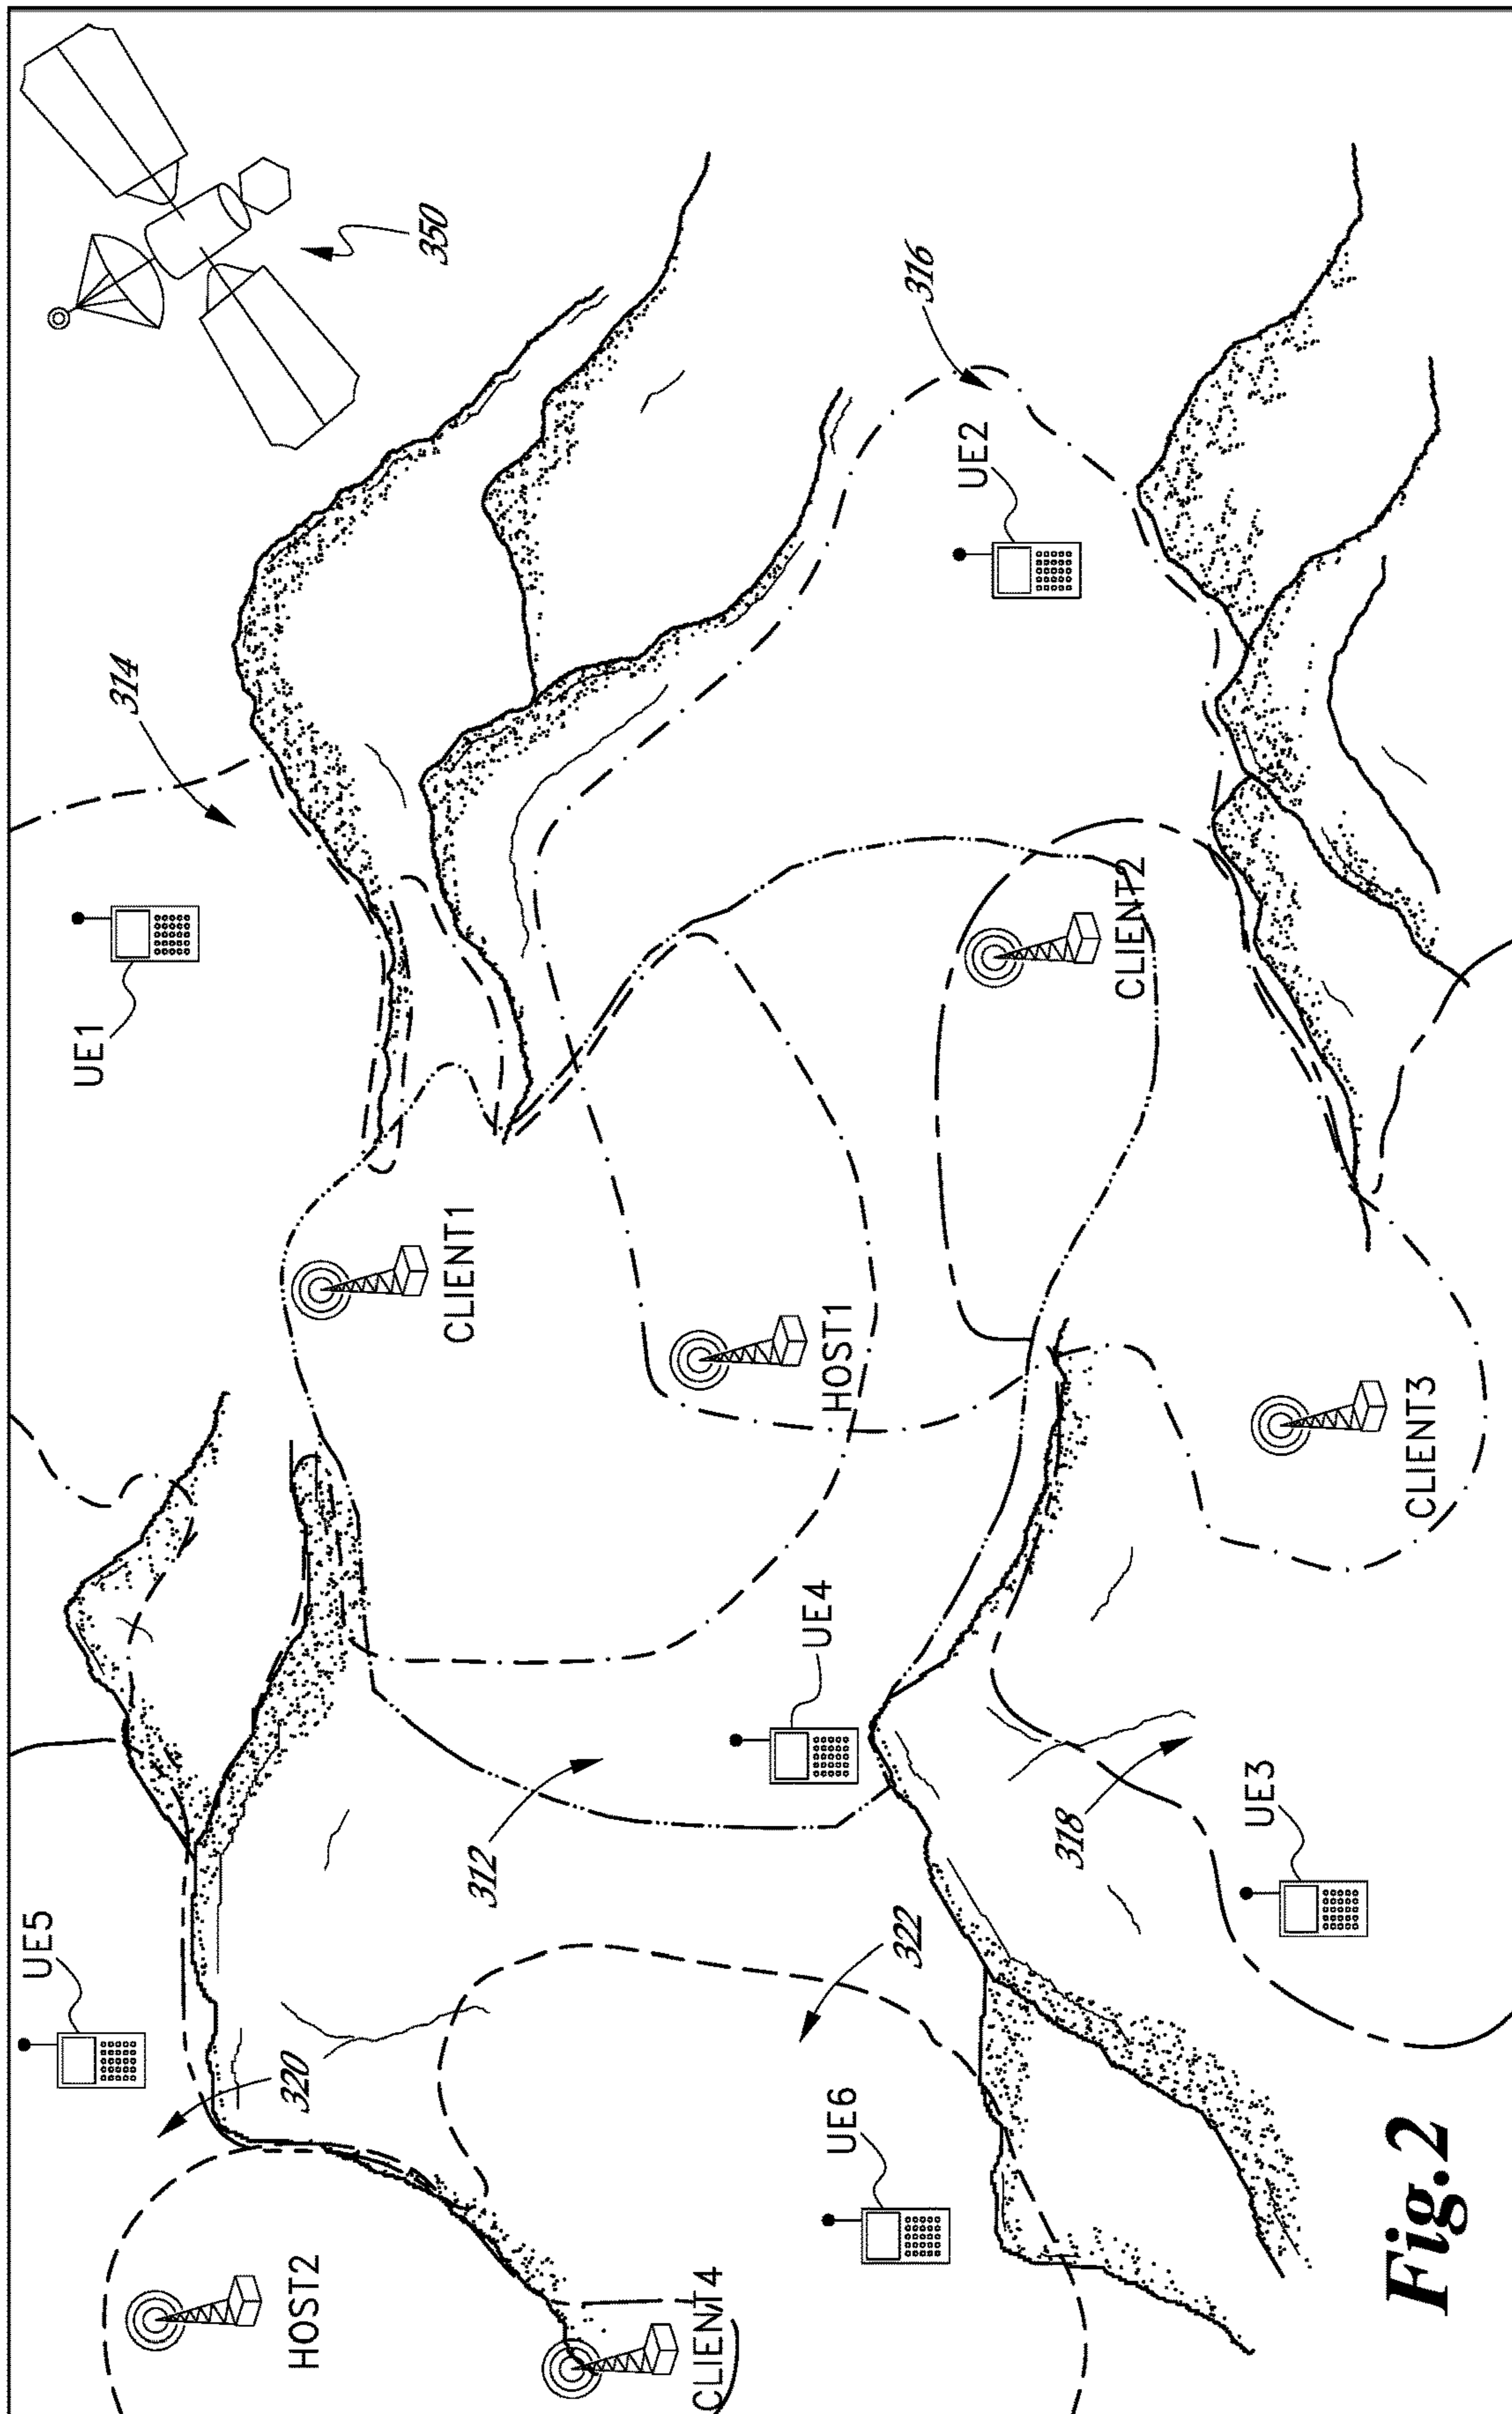 UE5
UE1
314
320
HOST2
350
CLIENT1
312
CLIENT4
UE4
HOST1
UE6
322
316
UE2
318
CLIENT2
UE3
CLIENT3
Fig.2